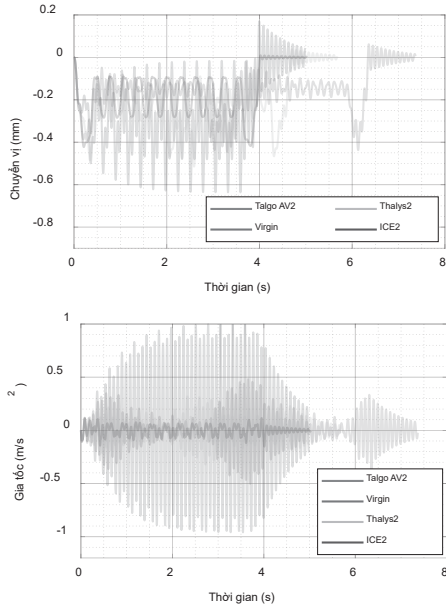 0.2
0
-0.2
-0.4
-0.6
-0.8
Chuyển vị (mm)
Talgo AV2
Thalys2
Virgin
ICE2
0
2
4
6
8
Thời gian (s)
1
0.5
0
-0.5
-1
Gia tốc (m/s
2
)
Talgo AV2
Virgin
Thalys2
ICE2
0
2
4
6
8
Thời gian (s)